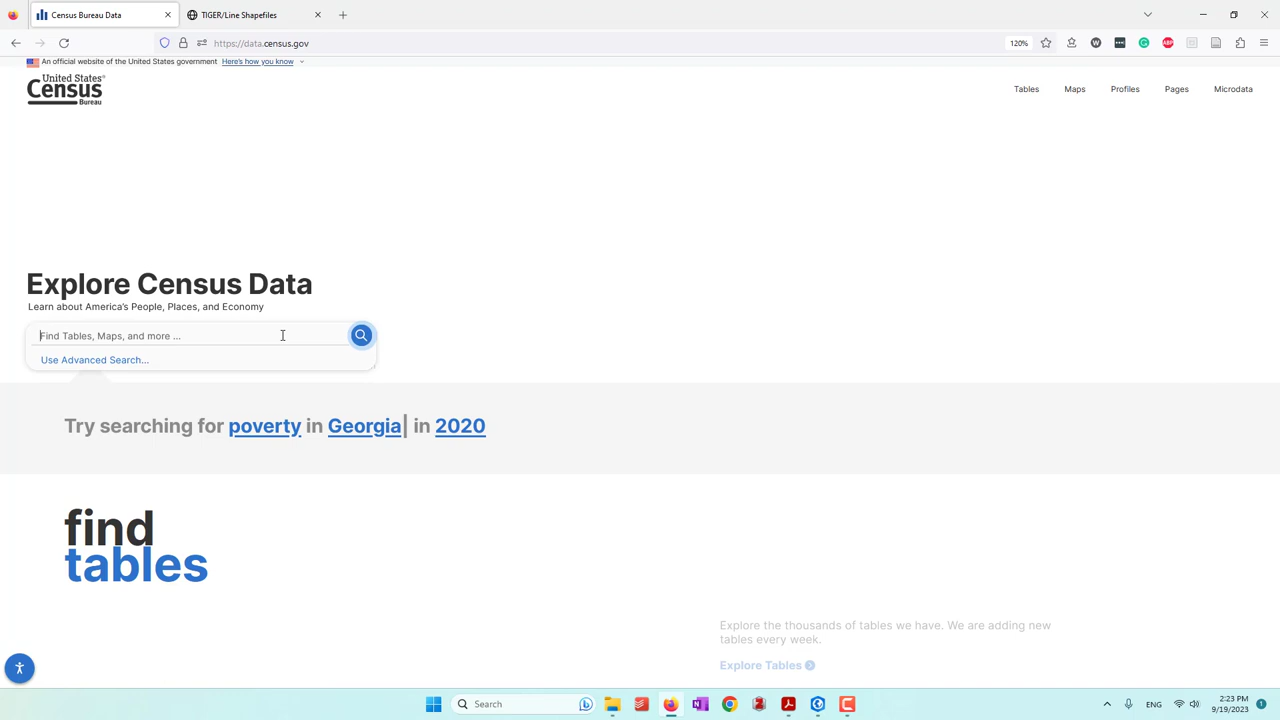 Census Bureau Data
TIGER/Line Shapefiles
https://data.census.gov
120%
An official website of the United States government Here's how you know
United States®
Census
Bureau
Tables Maps Profiles Pages Microdata
Explore Census Data
Learn about America's People, Places, and Economy
Find Tables, Maps, and more ...
Use Advanced Search...
Try searching for poverty in Georgia| in 2020
find
tables
Explore the thousands of tables we have. We are adding new
tables every week.
Explore Tables
Search
ENG
2:23 PM
9/19/2023